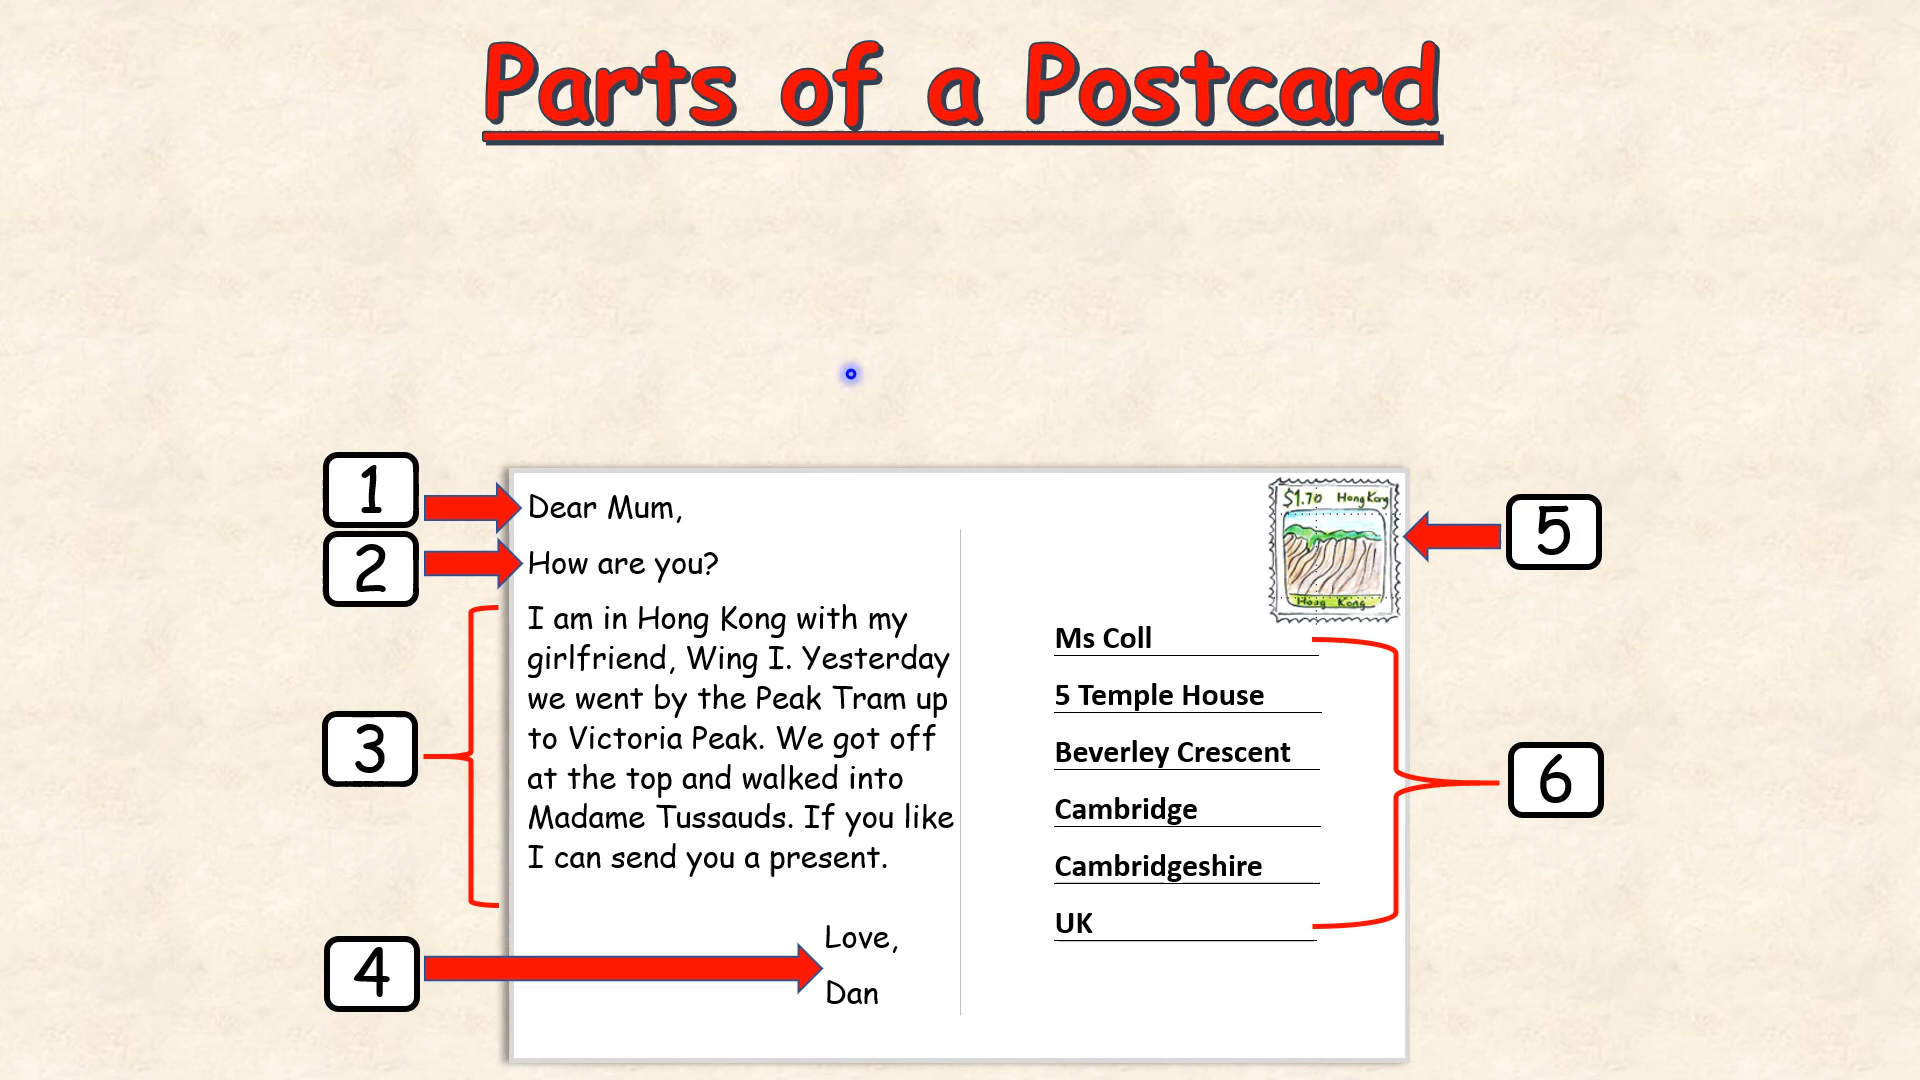 Parts of a Postcard
1
Dear Mum,
2
How are you?
3
I am in Hong Kong with my
girlfriend, Wing I. Yesterday
we went by the Peak Tram up
to Victoria Peak. We got off
at the top and walked into
Madame Tussauds. If you like
I can send you a present.
4
Love,
Dan
$1.70 Hong Kong
Hong Kong
5
Ms Coll
5 Temple House
Beverley Crescent
Cambridge
Cambridgeshire
UK
6